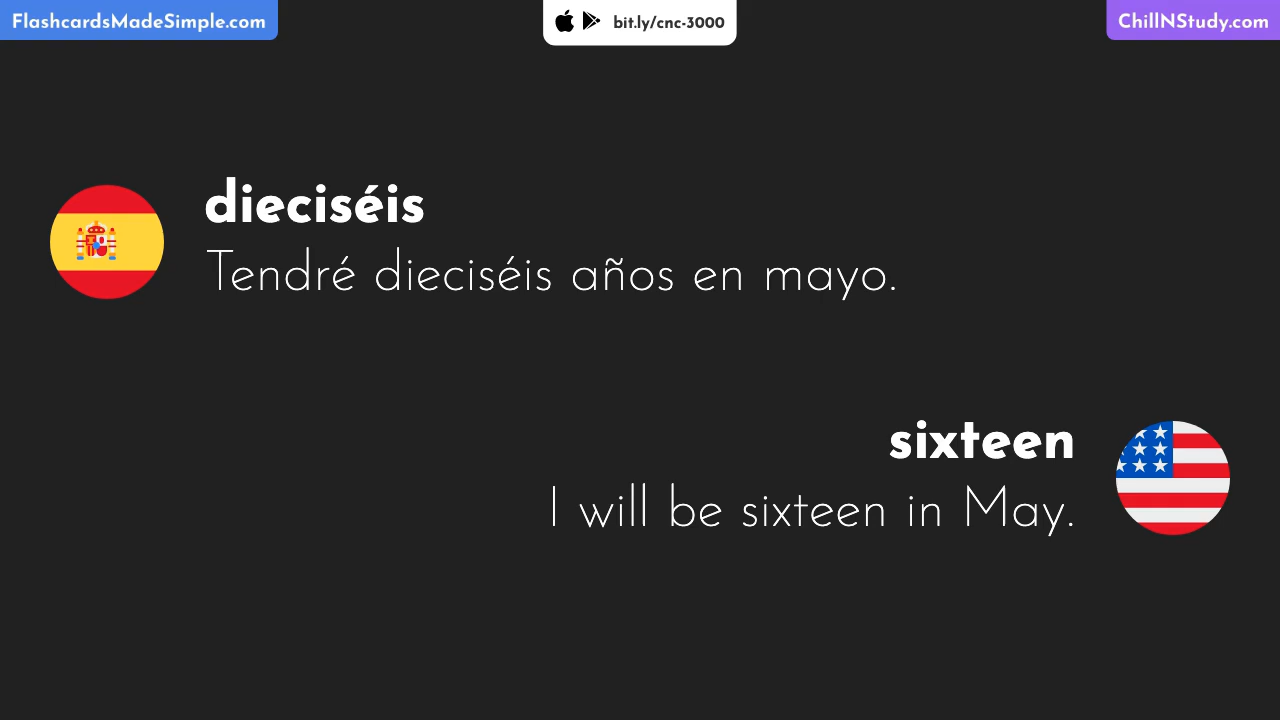 FlashcardsMadeSimple.com
bit.ly/cnc-3000
ChillNStudy.com
dieciséis
Tendré dieciséis años en mayo.
sixteen
I will be sixteen in May.